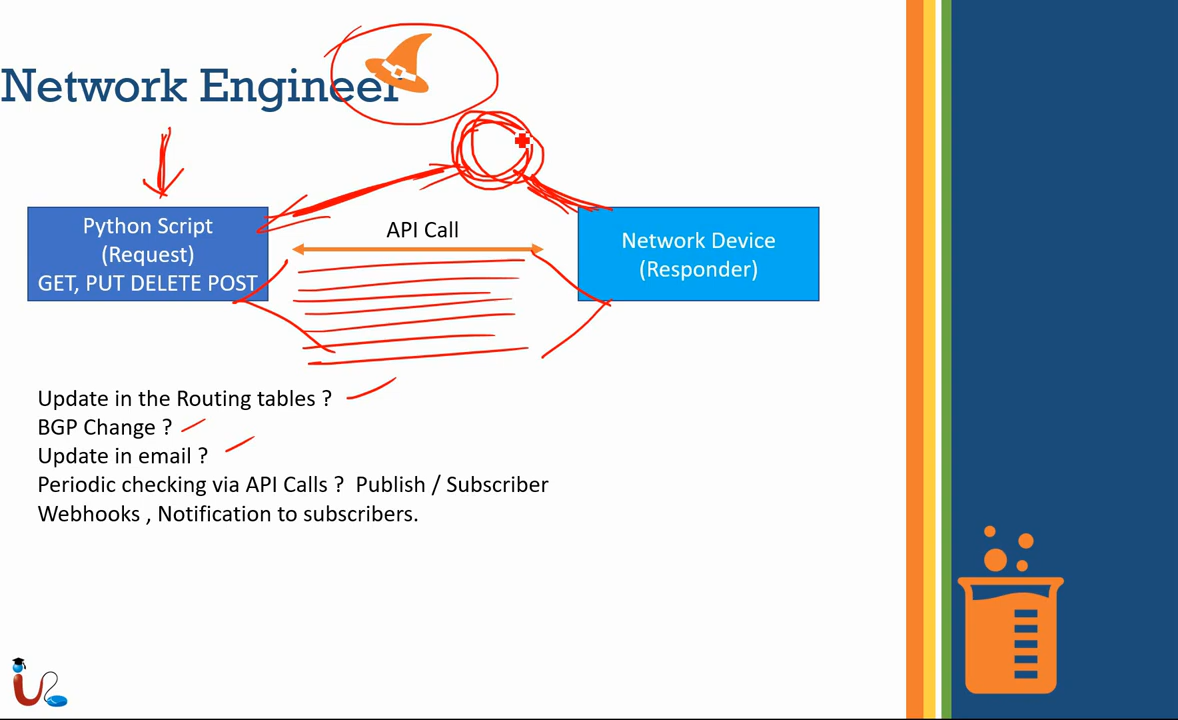 Network Engineer
Python Script
(Request)
GET, PUT DELETE POST
API Call
Network Device
(Responder)
Update in the Routing tables ?
BGP Change ?
Update in email ?
Periodic checking via API Calls ?  Publish / Subscriber
Webhooks , Notification to subscribers.